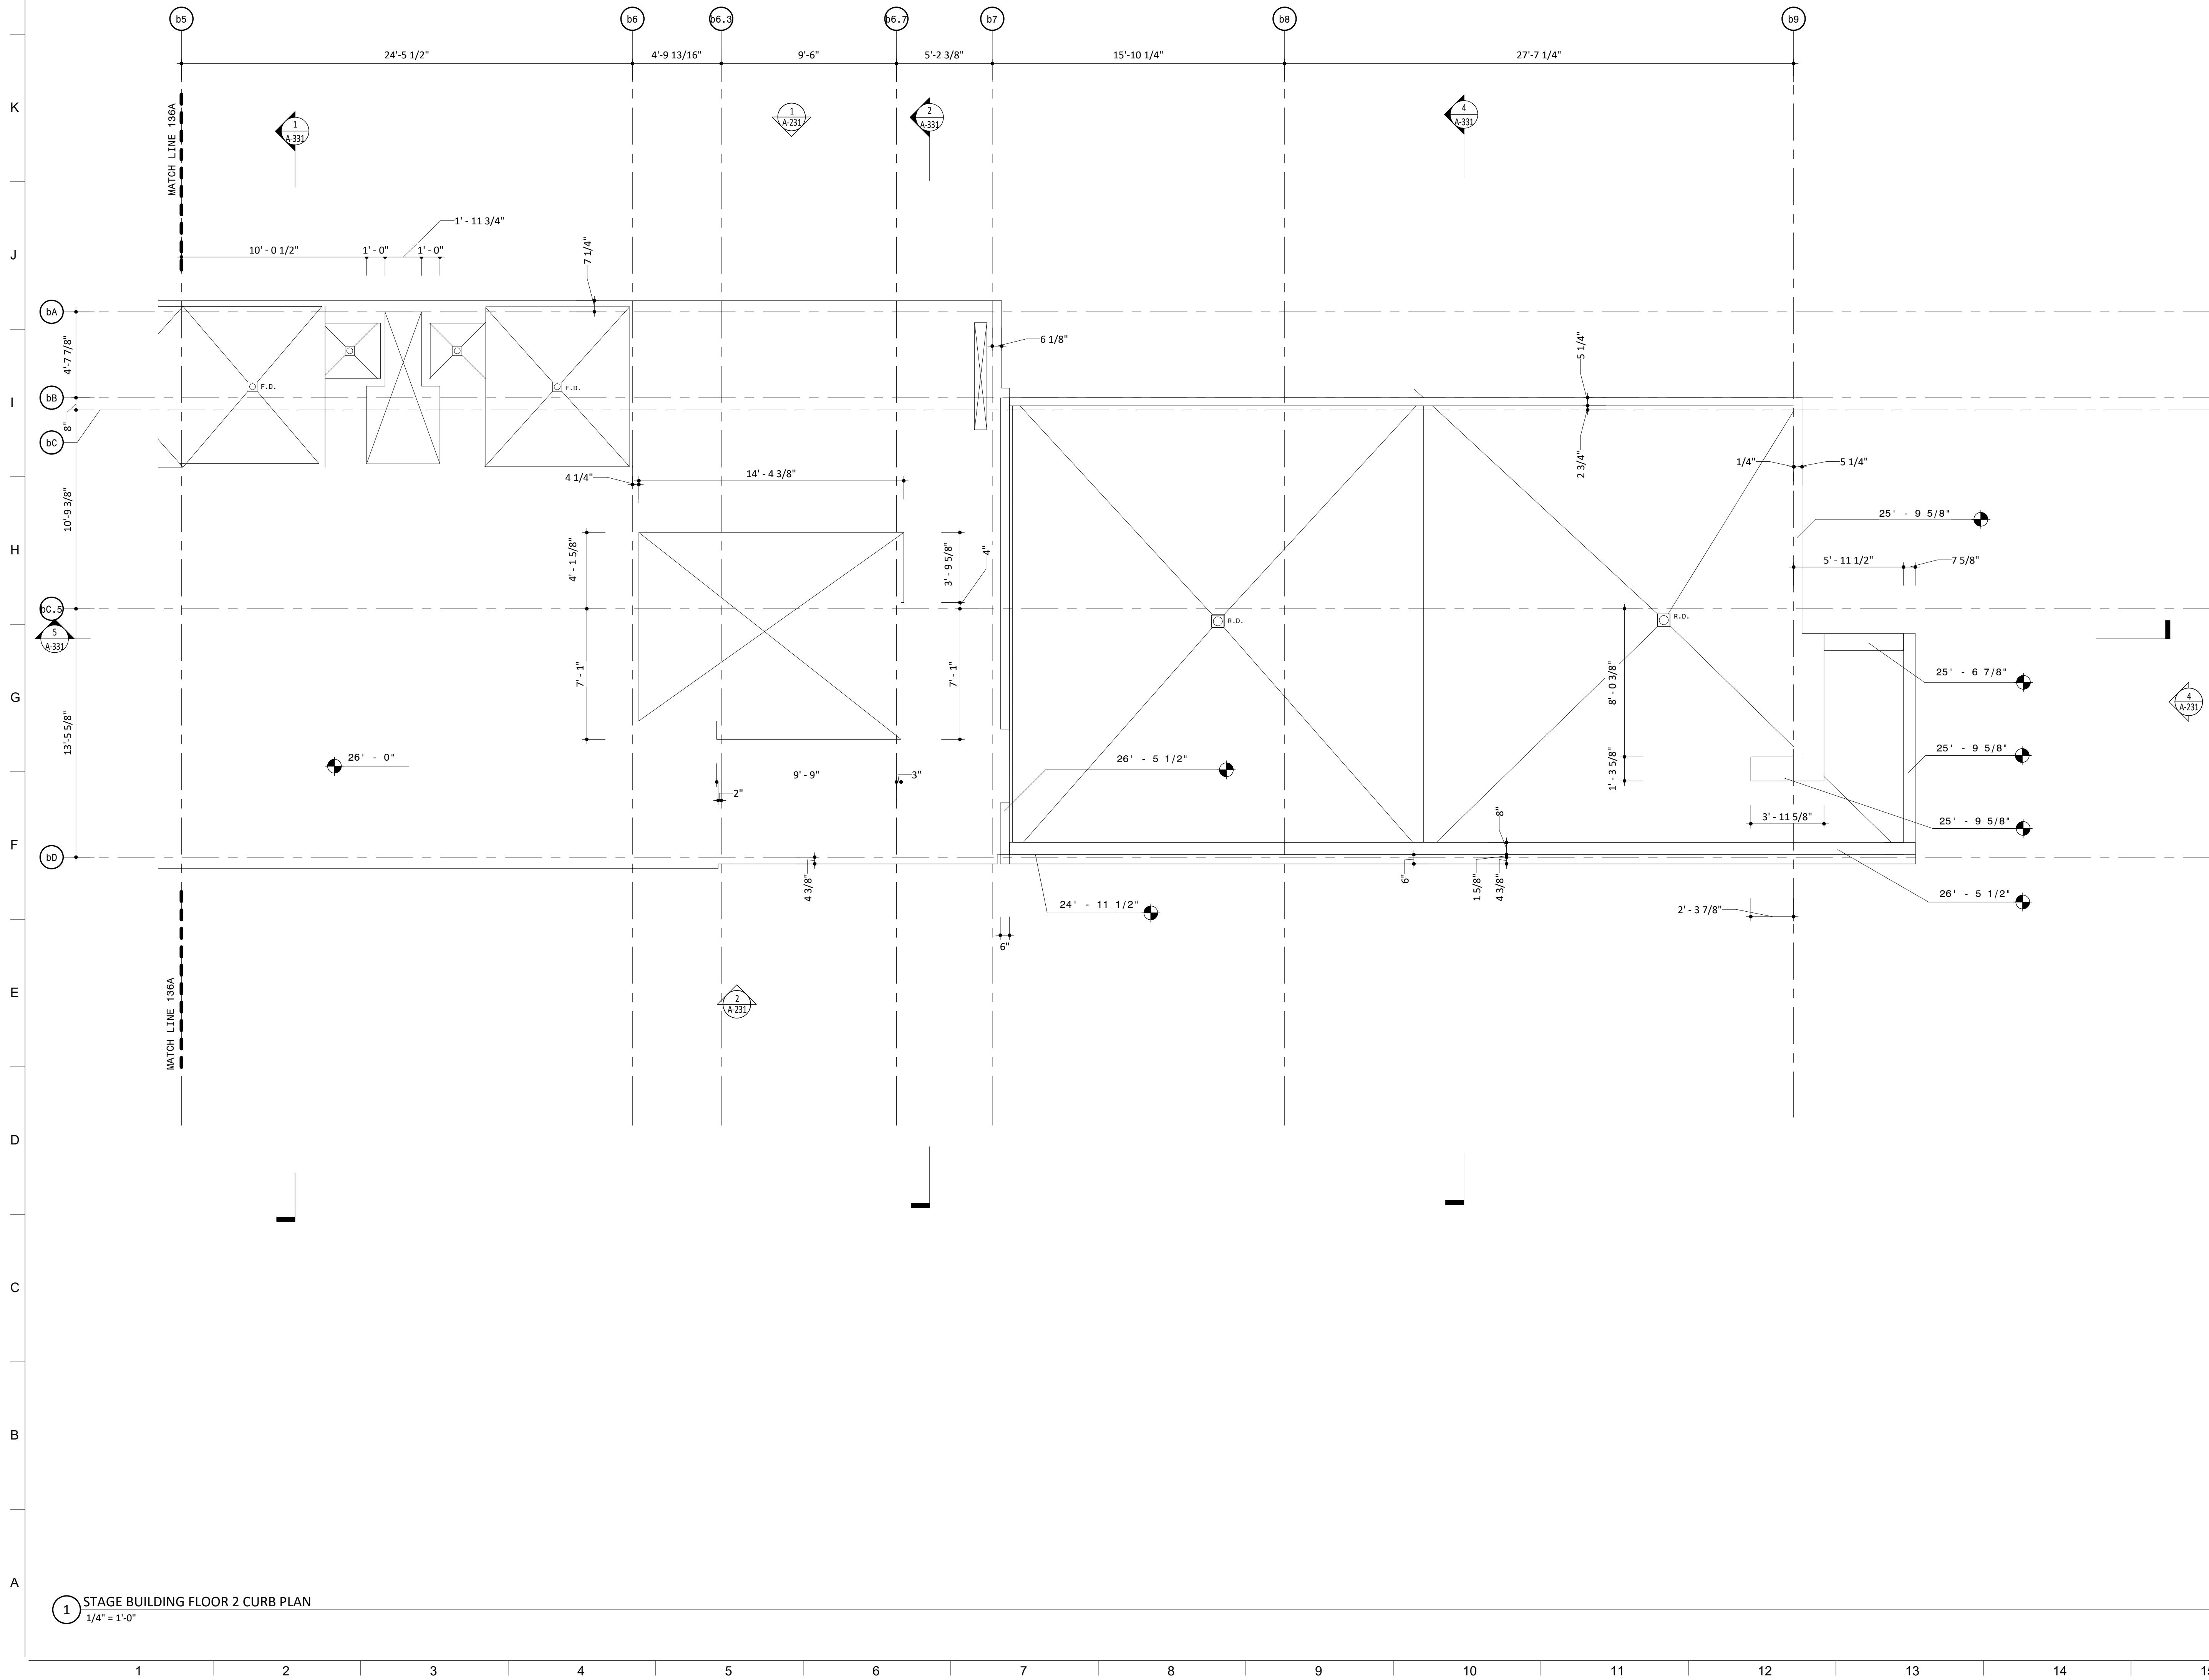 b5 b6 b6.3 b6.7 b7 b8 b9
24'-5 1/2" 4'-9 13/16" 9'-6" 5'-2 3/8" 15'-10 1/4" 27'-7 1/4"
K
MATCH LINE 136A
1
A-331
1
A-231
2
A-331
4
A-331
1' - 11 3/4"
J
10' - 0 1/2" 1' - 0" 1' - 0"
7 1/4"
bA
4'-7 7/8"
6 1/8"
5 1/4"
F.D.
F.D.
bB
I
8"
bC
2 3/4"
1/4"
5 1/4"
4 1/4"
14' - 4 3/8"
10'-9 3/8"
25' - 9 5/8"
H
4' - 1 5/8"
3' - 9 5/8"
4"
5' - 11 1/2"
7 5/8"
bC.5
5
A-331
R.D.
R.D.
7' - 1"
7' - 1"
8' - 0 3/8"
25' - 6 7/8"
G
4
A-231
13'-5 5/8"
26' - 0"
26' - 5 1/2"
25' - 9 5/8"
9' - 9"
3"
2"
1' - 3 5/8"
8"
3' - 11 5/8"
25' - 9 5/8"
F
bD
4 3/8"
6"
1 5/8"
4 3/8"
26' - 5 1/2"
24' - 11 1/2"
2' - 3 7/8"
6"
E
MATCH LINE 136A
2
A-231
D
C
B
A
1
STAGE BUILDING FLOOR 2 CURB PLAN
1/4" = 1'-0"
1 2 3 4 5 6 7 8 9 10 11 12 13 14